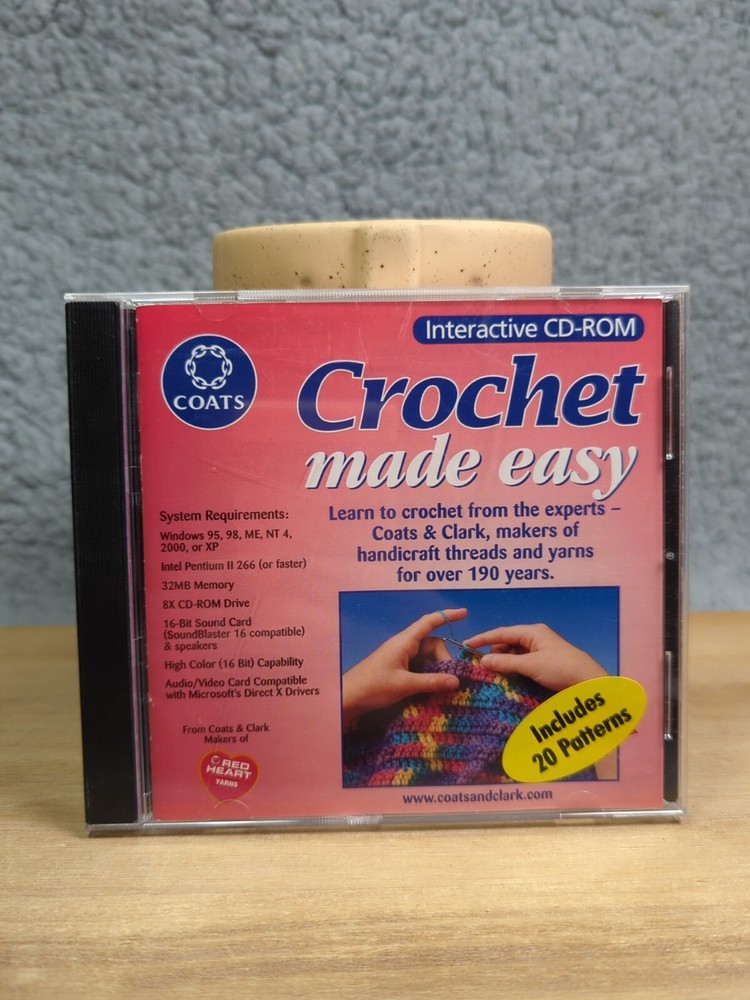 Interactive CD-ROM
COATS
Crochet
made easy
Learn to crochet from the experts –
Coats & Clark, makers of
handicraft threads and yarns
for over 190 years.
System Requirements:
Windows 95, 98, ME, NT 4,
2000, or XP
Intel Pentium II 266 (or faster)
32MB Memory
8X CD-ROM Drive
16-Bit Sound Card
(SoundBlaster 16 compatible)
& speakers
High Color (16 Bit) Capability
Audio/Video Card Compatible
with Microsoft's Direct X Drivers
From Coats & Clark
Makers of
RED
HEART
YARNS
Includes
20 Patterns
www.coatsandclark.com